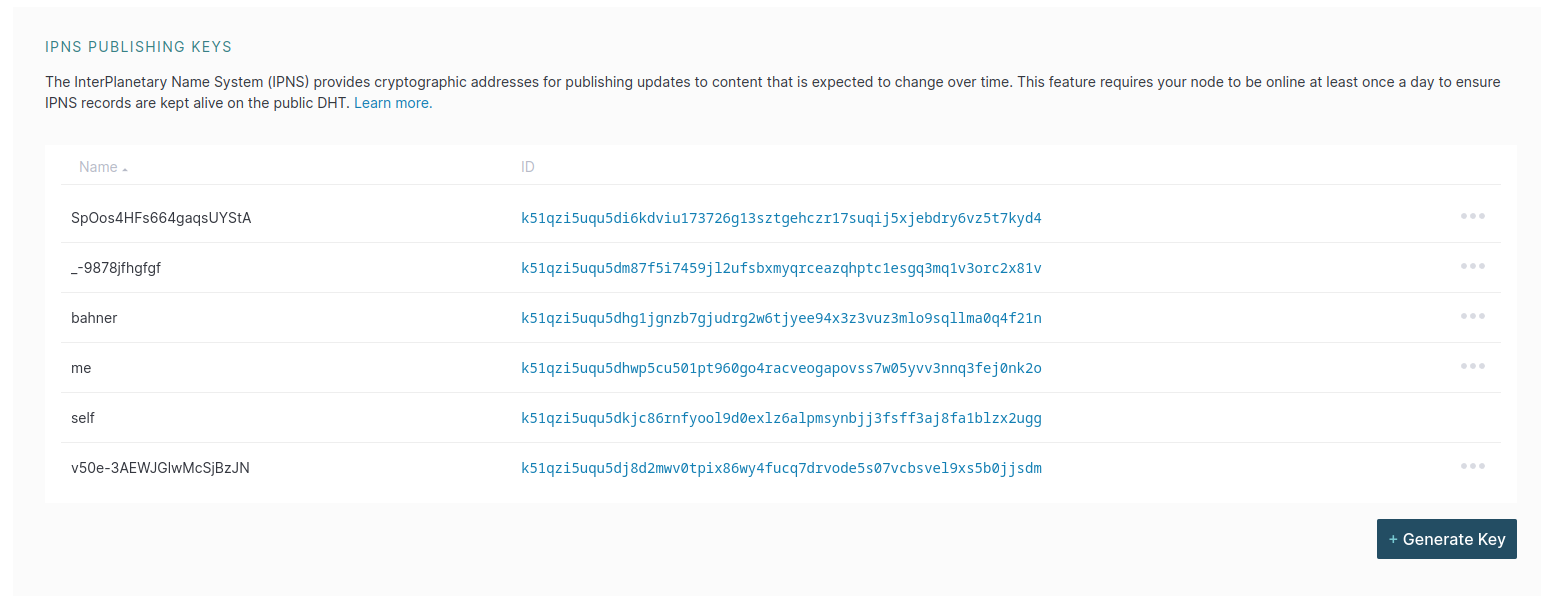 IPNS PUBLISHING KEYS
The InterPlanetary Name System (IPNS) provides cryptographic addresses for publishing updates to content that is expected to change over time. This feature requires your node to be online at least once a day to ensure
IPNS records are kept alive on the public DHT. Learn more.
Name ID
SpOos4HFs664gaqsUYStA k51qzi5uqu5di6kdviu173726g13sztgehczr17suqij5xjebdry6vz5t7kyd4
_-9878jfhgfgf k51qzi5uqu5dm87f5i7459jl2ufsbxmyqrceazqhptc1esgq3mq1v3orc2x81v
bahner k51qzi5uqu5dhg1jgnzb7gjudrg2w6tjyee94x3z3vuz3mlo9sqllma0q4f21n
me k51qzi5uqu5dhwp5cu501pt960go4racveogapovss7w05yvv3nnq3fej0nk2o
self k51qzi5uqu5dkjc86rnfyool9d0exlz6alpmsynbjj3fsff3aj8fa1blzx2ugg
v50e-3AEWJGlwMcSjBzJN k51qzi5uqu5dj8d2mwv0tpix86wy4fucq7drvode5s07vcbsvel9xs5b0jjsdm
+ Generate Key